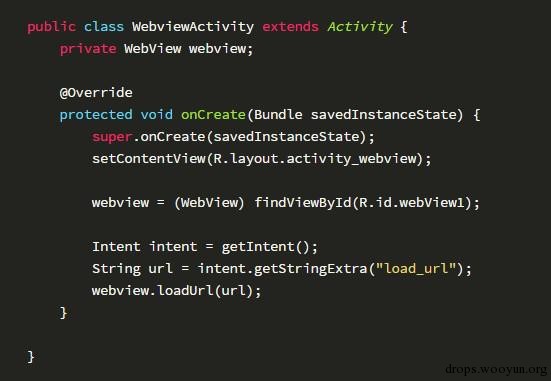 public class WebviewActivity extends Activity {
    private WebView webview;

    @Override
    protected void onCreate(Bundle savedInstanceState) {
        super.onCreate(savedInstanceState);
        setContentView(R.layout.activity_webview);

        webview = (WebView) findViewById(R.id.webView1);

        Intent intent = getIntent();
        String url = intent.getStringExtra("load_url");
        webview.loadUrl(url);
    }

}
drops.wooyun.org